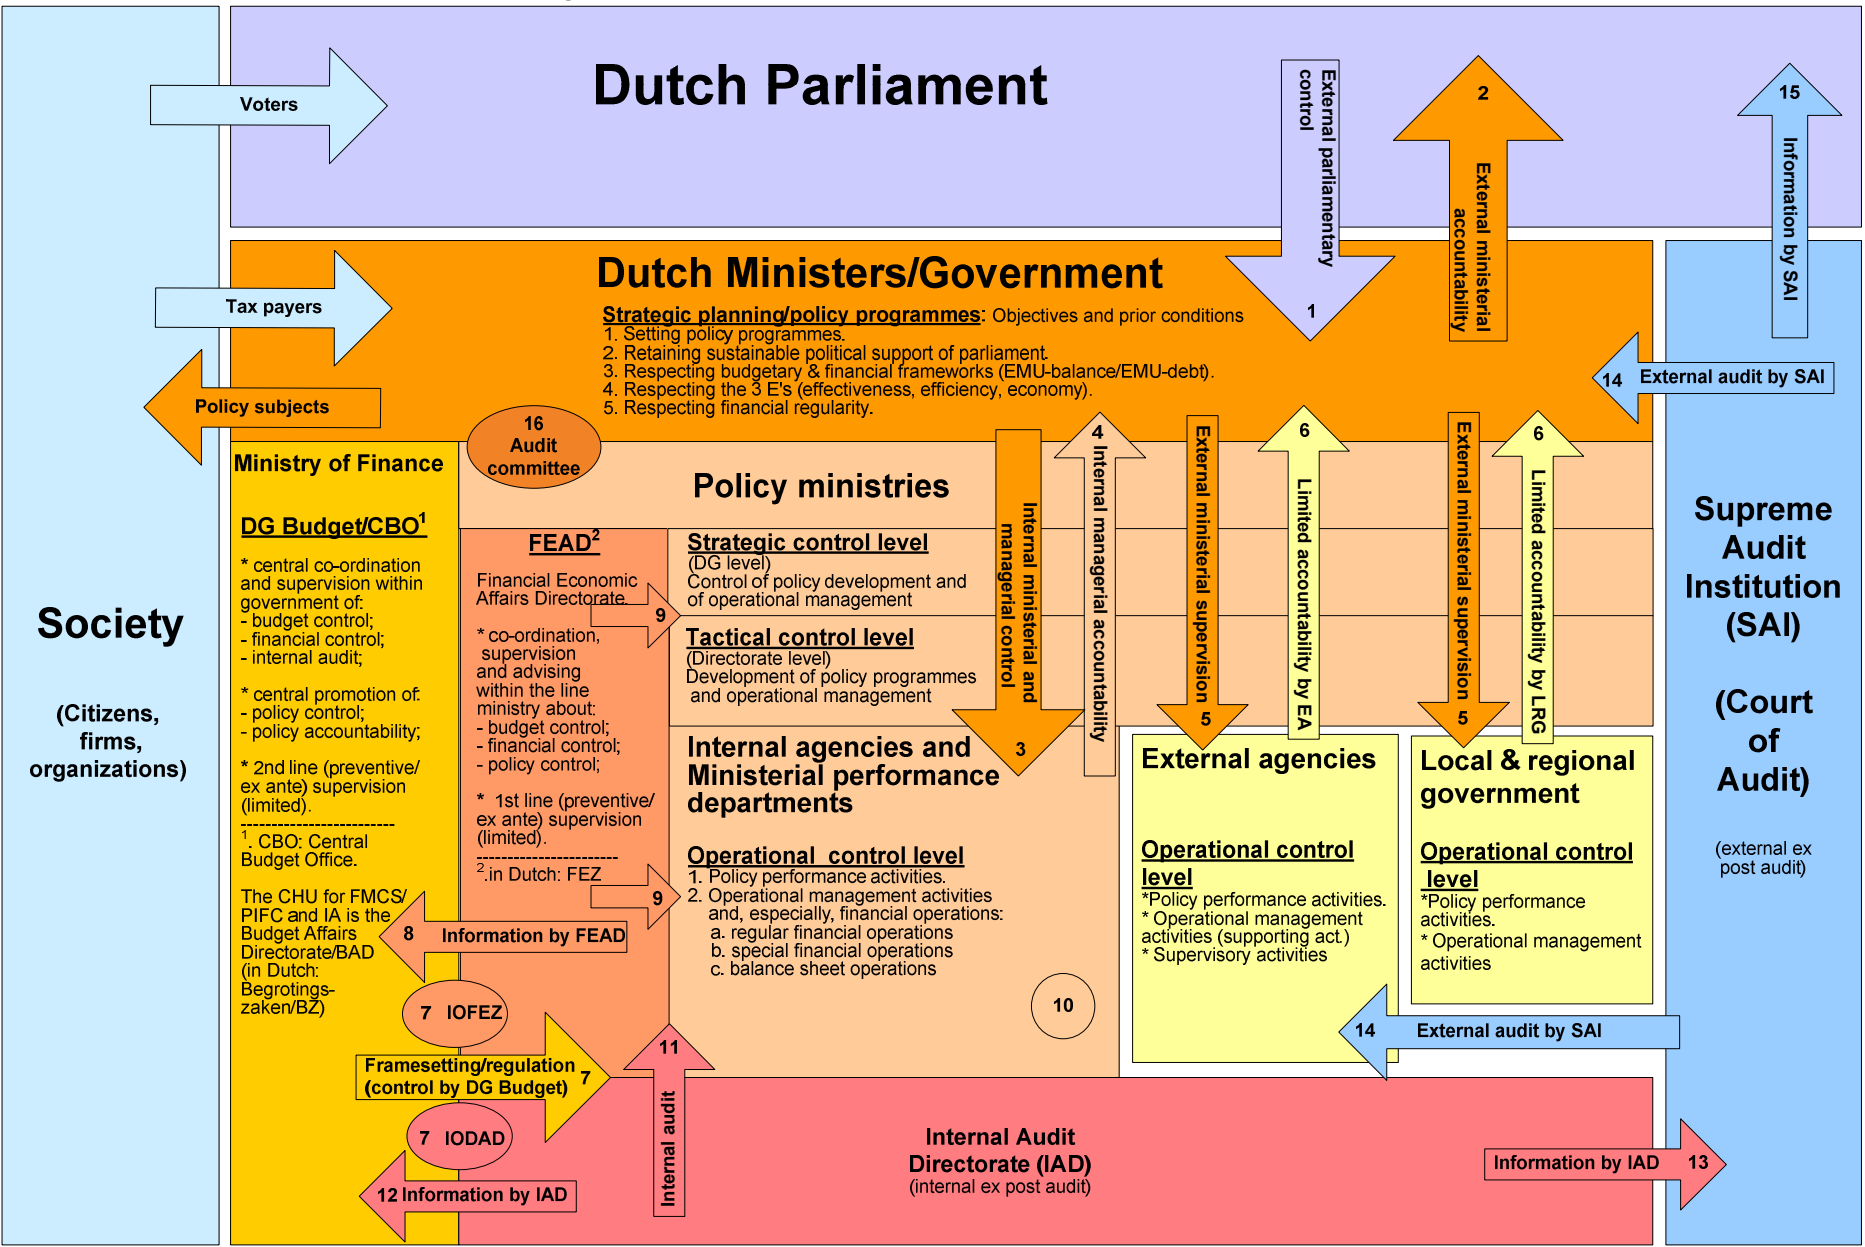 Dutch Parliament
Voters
External parliamentary
control
1
2
External ministerial
accountability
15
Information by SAI
Dutch Ministers/Government
Strategic planning/policy programmes: Objectives and prior conditions
1. Setting policy programmes.
2. Retaining sustainable political support of parliament.
3. Respecting budgetary & financial frameworks (EMU-balance/EMU-debt).
4. Respecting the 3 E's (effectiveness, efficiency, economy).
5. Respecting financial regularity.
Tax payers
Policy subjects
14 External audit by SAI
Society
(Citizens,
firms,
organizations)
16
Audit
committee
Ministry of Finance
DG Budget/CBO1
* central co-ordination
and supervision within
government of:
- budget control;
- financial control;
- internal audit;
* central promotion of:
- policy control;
- policy accountability;
* 2nd line (preventive/
ex ante) supervision
(limited).
-------------------------
1. CBO: Central
Budget Office.
The CHU for FMCS/
PIFC and IA is the
Budget Affairs
Directorate/BAD
(in Dutch:
Begrotings-
zaken/BZ)
Policy ministries
FEAD2
Financial Economic
Affairs Directorate.
* co-ordination,
supervision
and advising
within the line
ministry about:
- budget control;
- financial control;
- policy control;
* 1st line (preventive/
ex ante) supervision
(limited).
-----------------------
2.in Dutch: FEZ
9
9
8 Information by FEAD
7 IOFEZ
Framesetting/regulation
(control by DG Budget) 7
7 IODAD
12 Information by IAD
Strategic control level
(DG level)
Control of policy development and
of operational management
Tactical control level
(Directorate level)
Development of policy programmes
and operational management
Internal agencies and
Ministerial performance
departments
Operational control level
1. Policy performance activities.
2. Operational management activities
and, especially, financial operations:
a. regular financial operations
b. special financial operations
c. balance sheet operations
10
Internal ministerial and
managerial control
3
4
Internal managerial accountability
External ministerial supervision
5
6
Limited accountability by EA
External ministerial supervision
5
6
Limited accountability by LRG
External agencies
Operational control
level
*Policy performance activities.
* Operational management
activities (supporting act.)
* Supervisory activities
Local & regional
government
Operational control
level
*Policy performance
activities.
* Operational management
activities
14 External audit by SAI
Supreme
Audit
Institution
(SAI)
(Court
of
Audit)
(external ex
post audit)
11
Internal audit
Internal Audit
Directorate (IAD)
(internal ex post audit)
Information by IAD 13